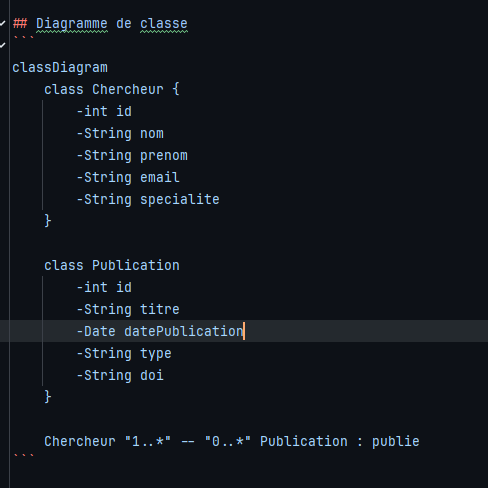 ## Diagramme de classe
```
classDiagram
    class Chercheur {
        -int id
        -String nom
        -String prenom
        -String email
        -String specialite
    }

    class Publication
        -int id
        -String titre
        -Date datePublication
        -String type
        -String doi
    }

    Chercheur "1..*" -- "0..*" Publication : publie
```